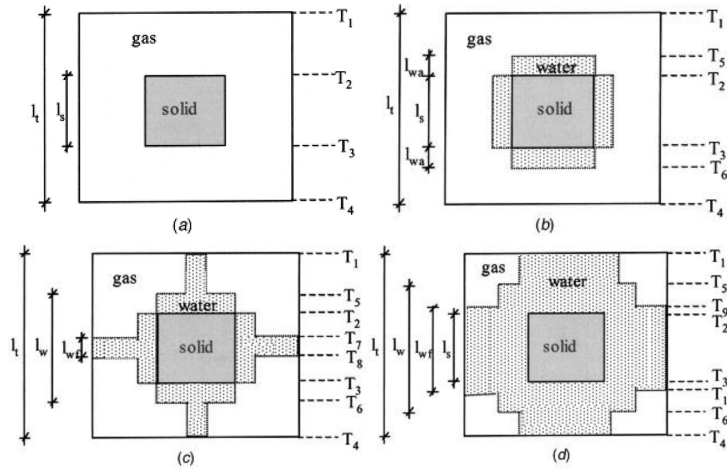 gas
solid
l_t
l_s
T_1
T_2
T_3
T_4
(a)
gas
water
solid
l_t
l_wa
l_s
l_wa
T_1
T_5
T_2
T_3
T_6
T_4
(b)
gas
water
solid
l_t
l_w
l_wf
T_1
T_5
T_2
T_7
T_8
T_3
T_6
T_4
(c)
gas
water
solid
l_t
l_w
l_wf
l_s
T_1
T_5
T_9
T_2
T_3
T_1
T_6
T_4
(d)